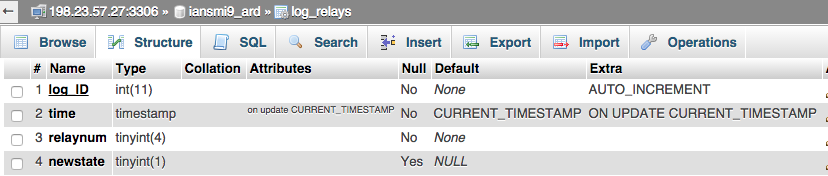 198.23.57.27:3306 » iansmi9_ard » log_relays
Browse Structure SQL Search Insert Export Import Operations
# Name Type Collation Attributes Null Default Extra
1 log_ID int(11) No None AUTO_INCREMENT
2 time timestamp on update CURRENT_TIMESTAMP No CURRENT_TIMESTAMP ON UPDATE CURRENT_TIMESTAMP
3 relaynum tinyint(4) No None
4 newstate tinyint(1) Yes NULL